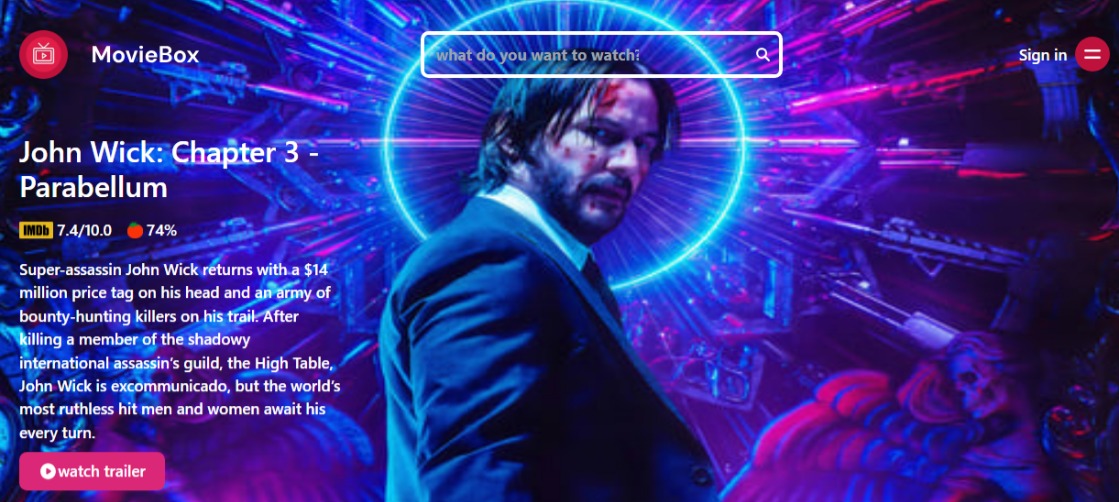 MovieBox
what do you want to watch?
Sign in
John Wick: Chapter 3 -
Parabellum
IMDb 7.4/10.0 74%
Super-assassin John Wick returns with a $14
million price tag on his head and an army of
bounty-hunting killers on his trail. After
killing a member of the shadowy
international assassin's guild, the High Table,
John Wick is excommunicado, but the world's
most ruthless hit men and women await his
every turn.
watch trailer